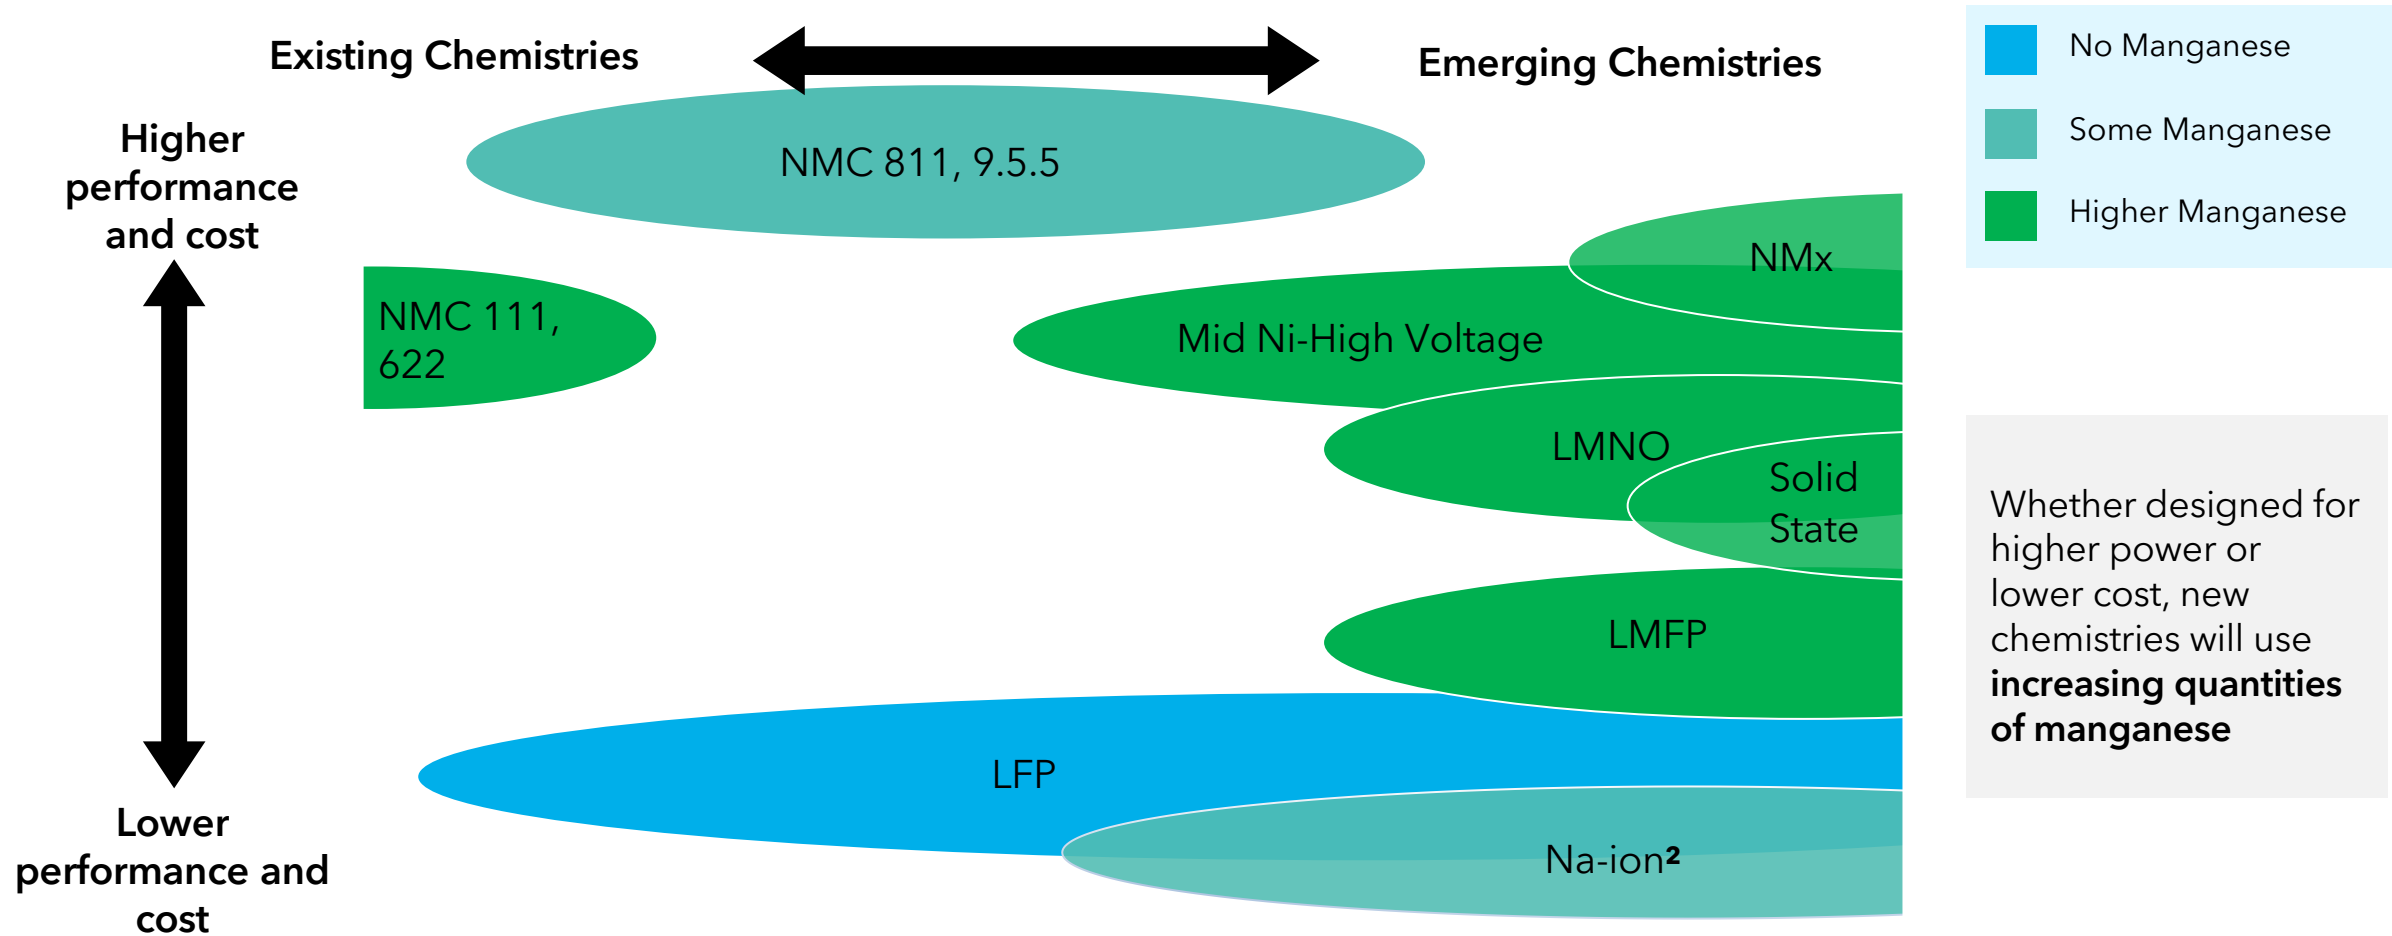 Existing Chemistries
Emerging Chemistries
Higher
performance
and cost
Lower
performance and
cost
NMC 811, 9.5.5
NMx
NMC 111,
622
Mid Ni-High Voltage
LMNO
Solid
State
LMFP
LFP
Na-ion²
No Manganese
Some Manganese
Higher Manganese
Whether designed for
higher power or
lower cost, new
chemistries will use
increasing quantities
of manganese